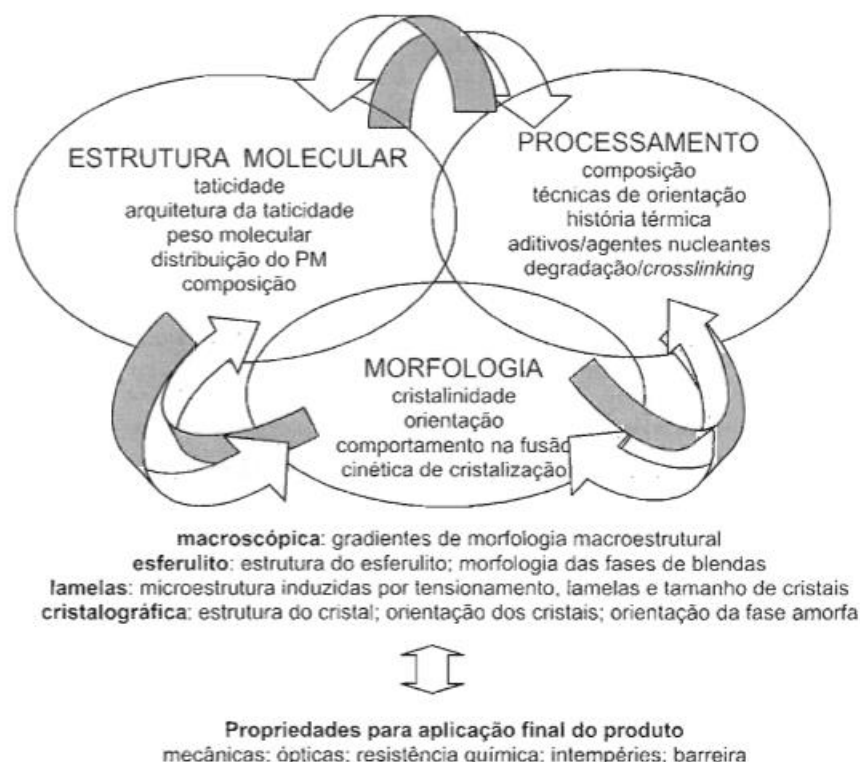 ESTRUTURA MOLECULAR
taticidade
arquitetura da taticidade
peso molecular
distribuição do PM
composição
PROCESSAMENTO
composição
técnicas de orientação
história térmica
aditivos/agentes nucleantes
degradação/crosslinking
MORFOLOGIA
cristalinidade
orientação
comportamento na fusão
cinética de cristalização
macroscópica: gradientes de morfologia macroestrutural
esferulito: estrutura do esferulito; morfologia das fases de blendas
lamelas: microestrutura induzidas por tensionamento, lamelas e tamanho de cristais
cristalográfica: estrutura do cristal; orientação dos cristais; orientação da fase amorfa
Propriedades para aplicação final do produto
mecânicas; ópticas; resistência química; intempéries; barreira